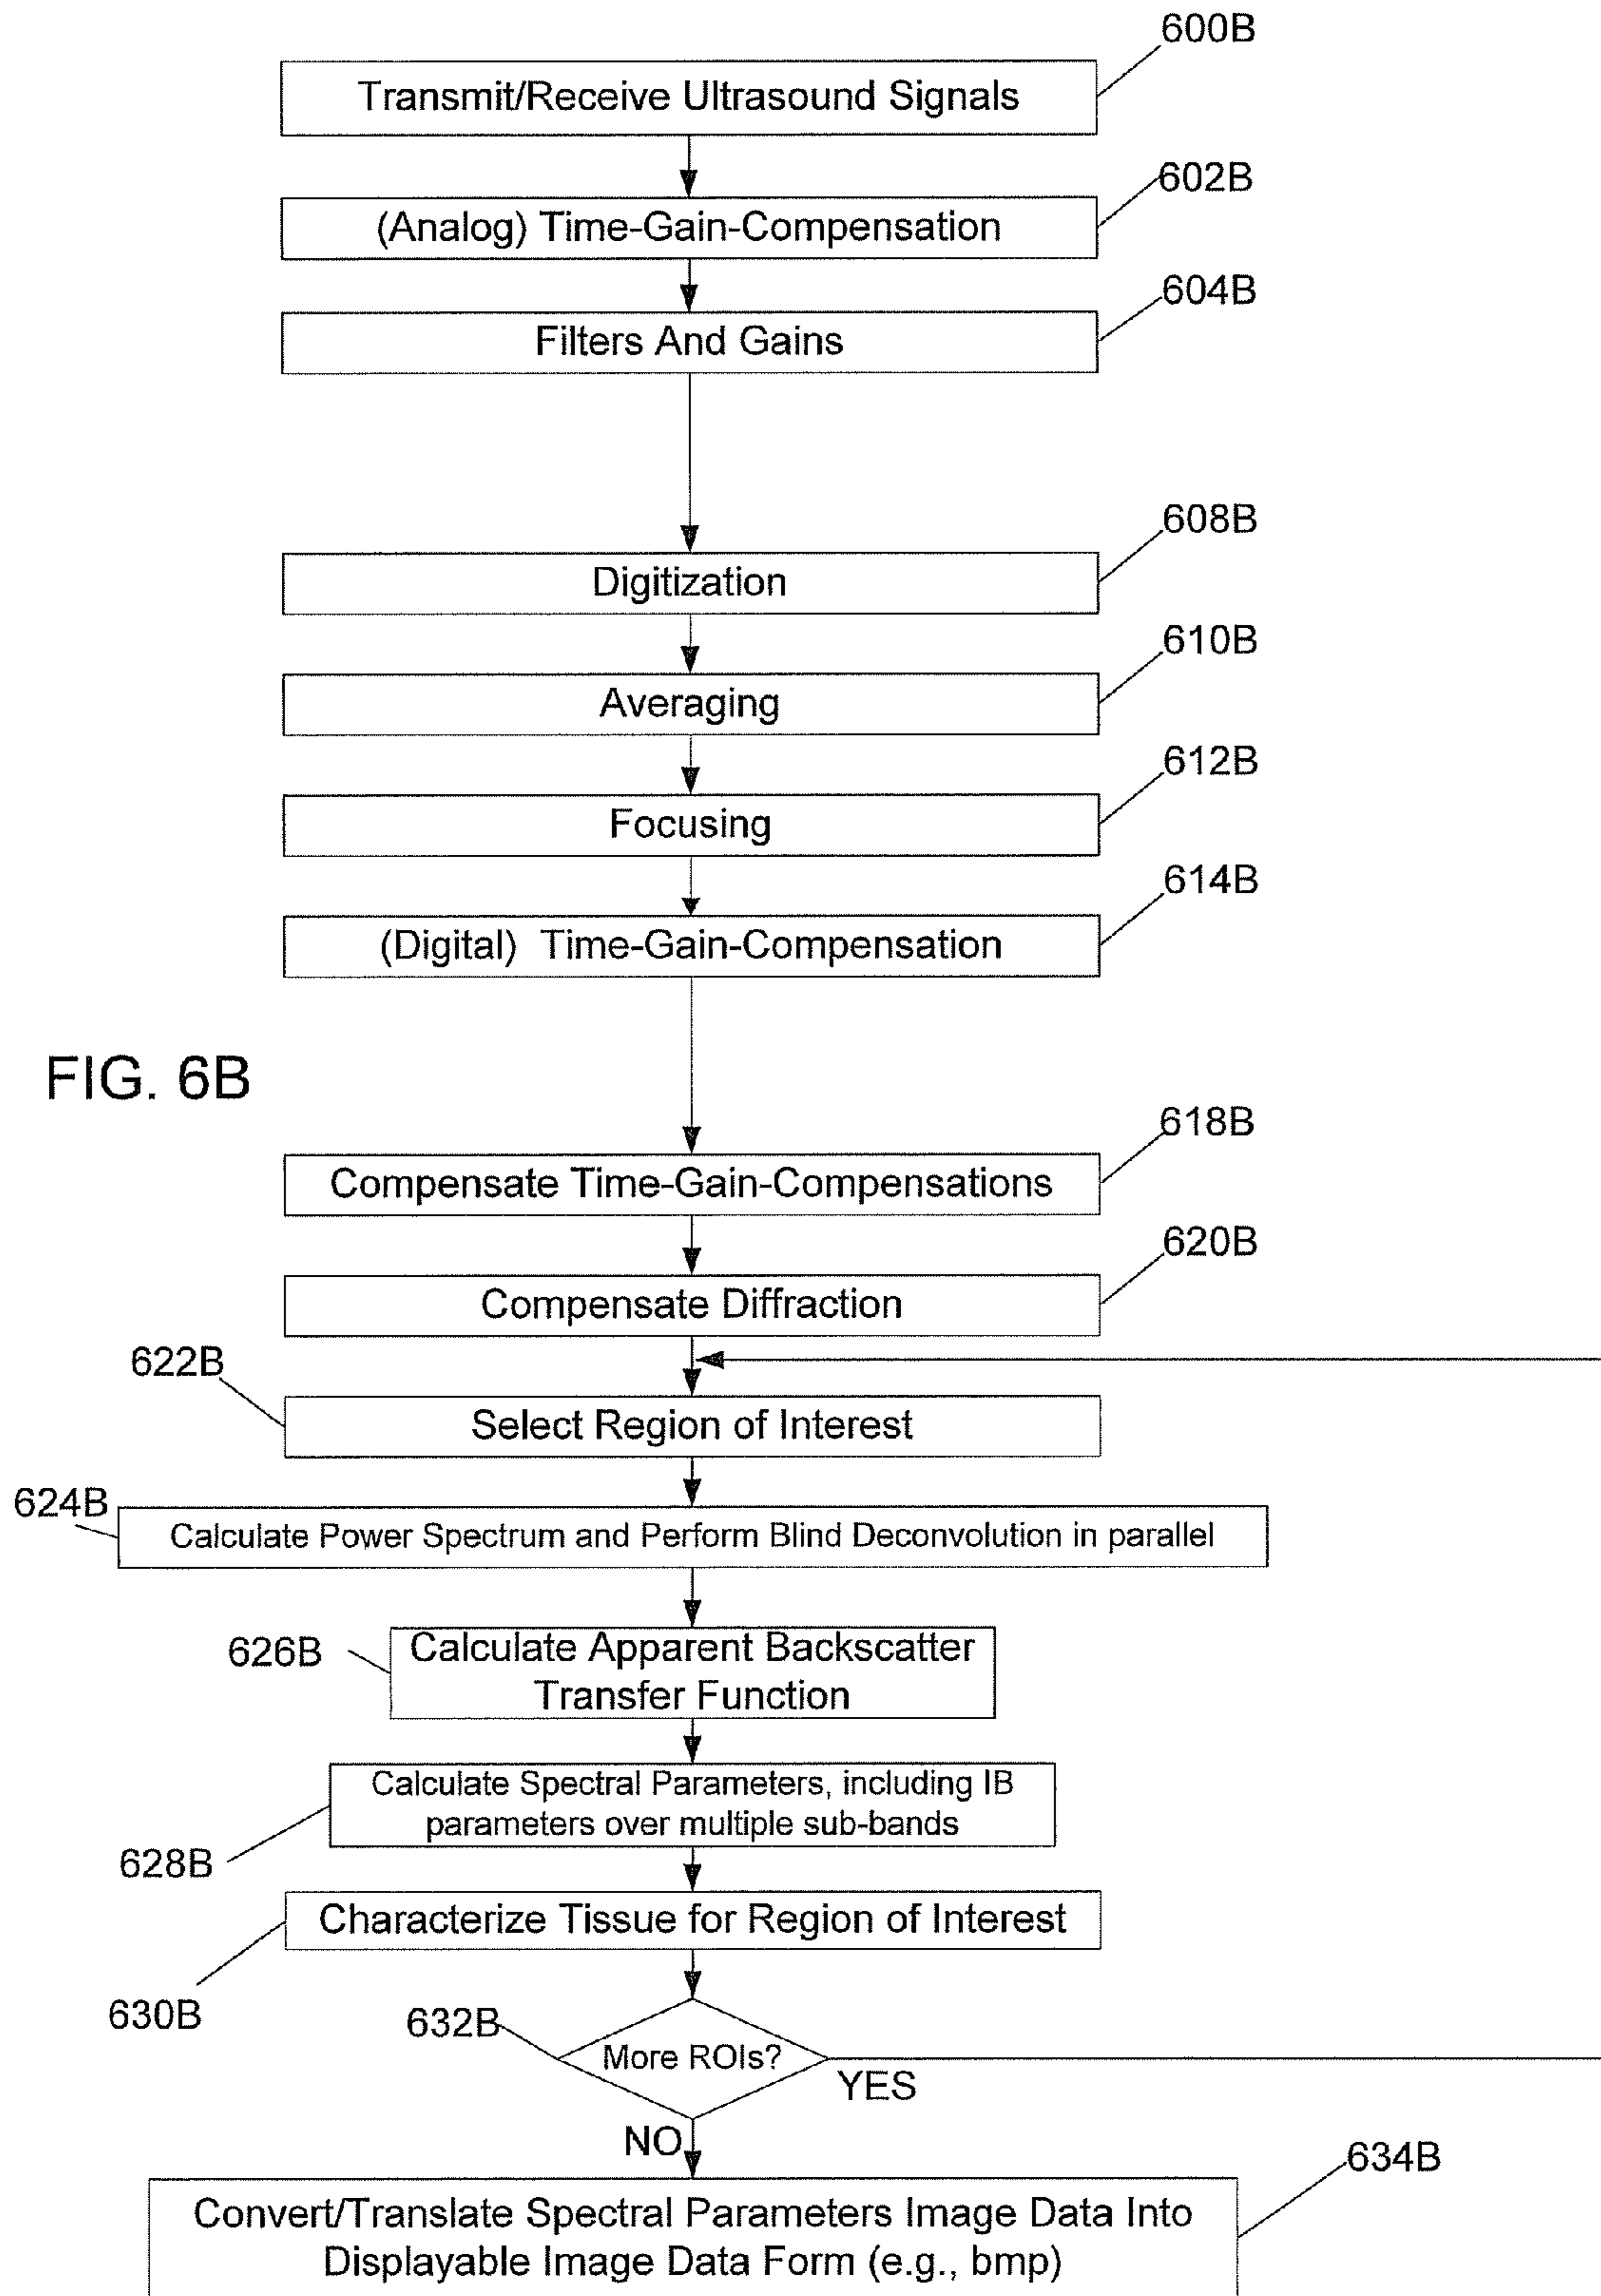 600B
Transmit/Receive Ultrasound Signals
602B
(Analog) Time-Gain-Compensation
604B
Filters And Gains
608B
Digitization
610B
Averaging
612B
Focusing
614B
(Digital) Time-Gain-Compensation
FIG. 6B
618B
Compensate Time-Gain-Compensations
620B
Compensate Diffraction
622B
Select Region of Interest
624B
Calculate Power Spectrum and Perform Blind Deconvolution in parallel
626B
Calculate Apparent Backscatter
Transfer Function
Calculate Spectral Parameters, including IB
parameters over multiple sub-bands
628B
Characterize Tissue for Region of Interest
630B
632B
More ROIs?
YES
NO
634B
Convert/Translate Spectral Parameters Image Data Into
Displayable Image Data Form (e.g., bmp)